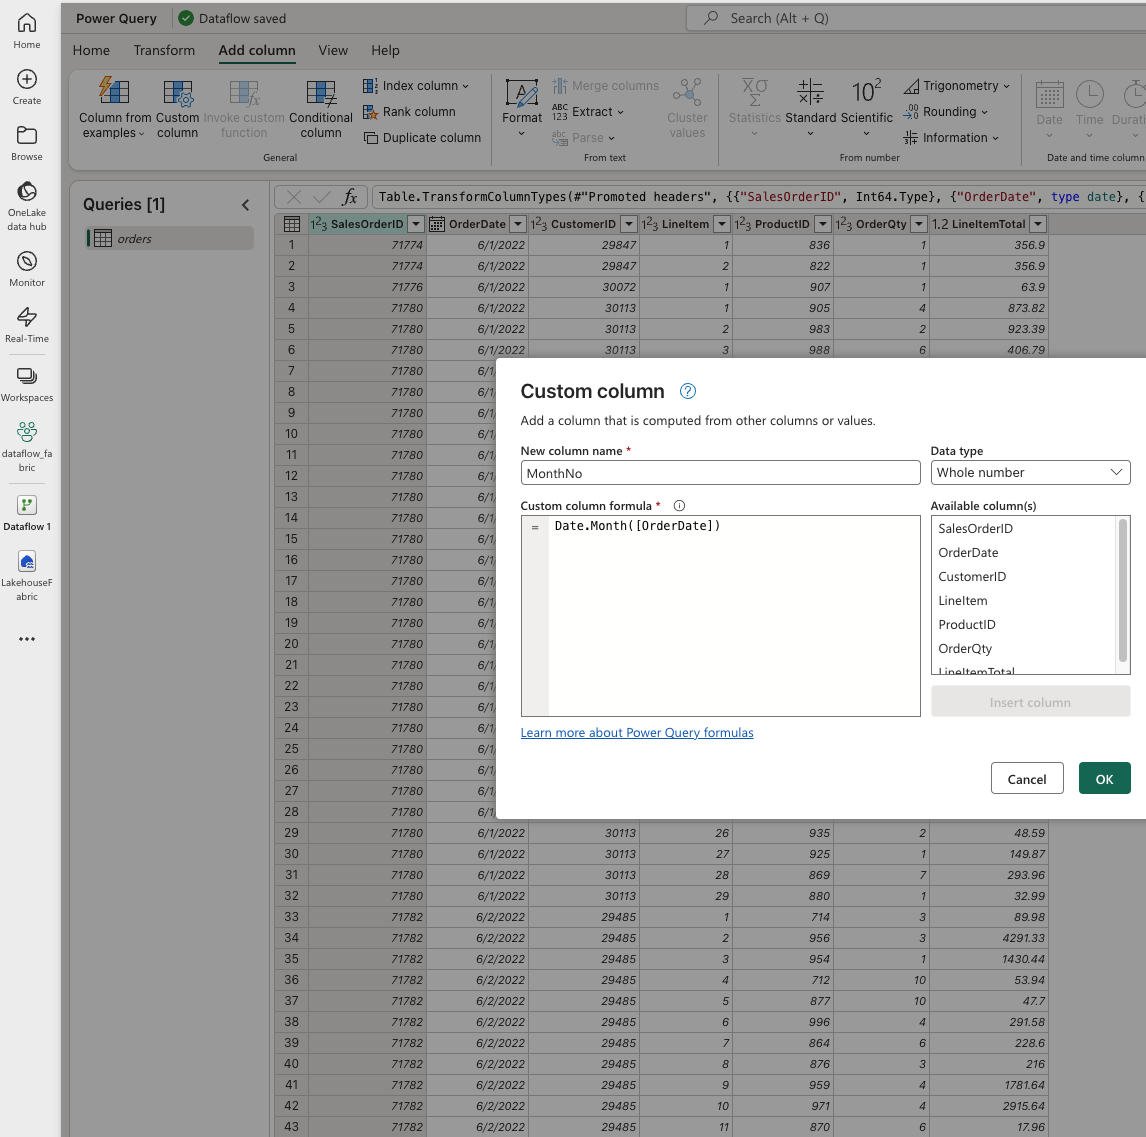 Power Query
Dataflow saved
Search (Alt + Q)
Home
Transform
Add column
View
Help
Column from examples
Custom column
Invoke custom function
Conditional column
Index column
Rank column
Duplicate column
General
Format
Merge columns
ABC 123 Extract
abc Parse
Cluster values
From text
Statistics
Standard
10² Scientific
Trigonometry
.00 Rounding
Information
From number
Date
Time
Durati
Date and time column
Home
Create
Browse
OneLake
data hub
Monitor
Real-Time
Workspaces
dataflow_fa
bric
Dataflow 1
LakehouseF
abric
Queries [1]
orders
fx
Table.TransformColumnTypes(#"Promoted headers", {{"SalesOrderID", Int64.Type}, {"OrderDate", type date}, {
1²3 SalesOrderID OrderDate 1²3 CustomerID 1²3 LineItem 1²3 ProductID 1²3 OrderQty 1.2 LineItemTotal
1 71774 6/1/2022 29847 1 836 1 356.9
2 71774 6/1/2022 29847 2 822 1 356.9
3 71776 6/1/2022 30072 1 907 1 63.9
4 71780 6/1/2022 30113 1 905 4 873.82
5 71780 6/1/2022 30113 2 983 2 923.39
6 71780 6/1/2022 30113 3 988 6 406.79
7 71780 6/1/
8 71780 6/1/
9 71780 6/1/
10 71780 6/1/
11 71780 6/1/
12 71780 6/1/
13 71780 6/1/
14 71780 6/1/
15 71780 6/1/
16 71780 6/1/
17 71780 6/1/
18 71780 6/1/
19 71780 6/1/
20 71780 6/1/
21 71780 6/1/
22 71780 6/1/
23 71780 6/1/
24 71780 6/1/
25 71780 6/1/
26 71780 6/1/
27 71780 6/1/
28 71780 6/1/
29 71780 6/1/2022 30113 26 935 2 48.59
30 71780 6/1/2022 30113 27 925 1 149.87
31 71780 6/1/2022 30113 28 869 7 293.96
32 71780 6/1/2022 30113 29 880 1 32.99
33 71782 6/2/2022 29485 1 714 3 89.98
34 71782 6/2/2022 29485 2 956 3 4291.33
35 71782 6/2/2022 29485 3 954 1 1430.44
36 71782 6/2/2022 29485 4 712 10 53.94
37 71782 6/2/2022 29485 5 877 10 47.7
38 71782 6/2/2022 29485 6 996 4 291.58
39 71782 6/2/2022 29485 7 864 6 228.6
40 71782 6/2/2022 29485 8 876 3 216
41 71782 6/2/2022 29485 9 959 4 1781.64
42 71782 6/2/2022 29485 10 971 4 2915.64
43 71782 6/2/2022 29485 11 870 6 17.96
Custom column
Add a column that is computed from other columns or values.
New column name *
MonthNo
Data type
Whole number
Custom column formula *
= Date.Month([OrderDate])
Available column(s)
SalesOrderID
OrderDate
CustomerID
LineItem
ProductID
OrderQty
LineItemTotal
Insert column
Learn more about Power Query formulas
Cancel
OK